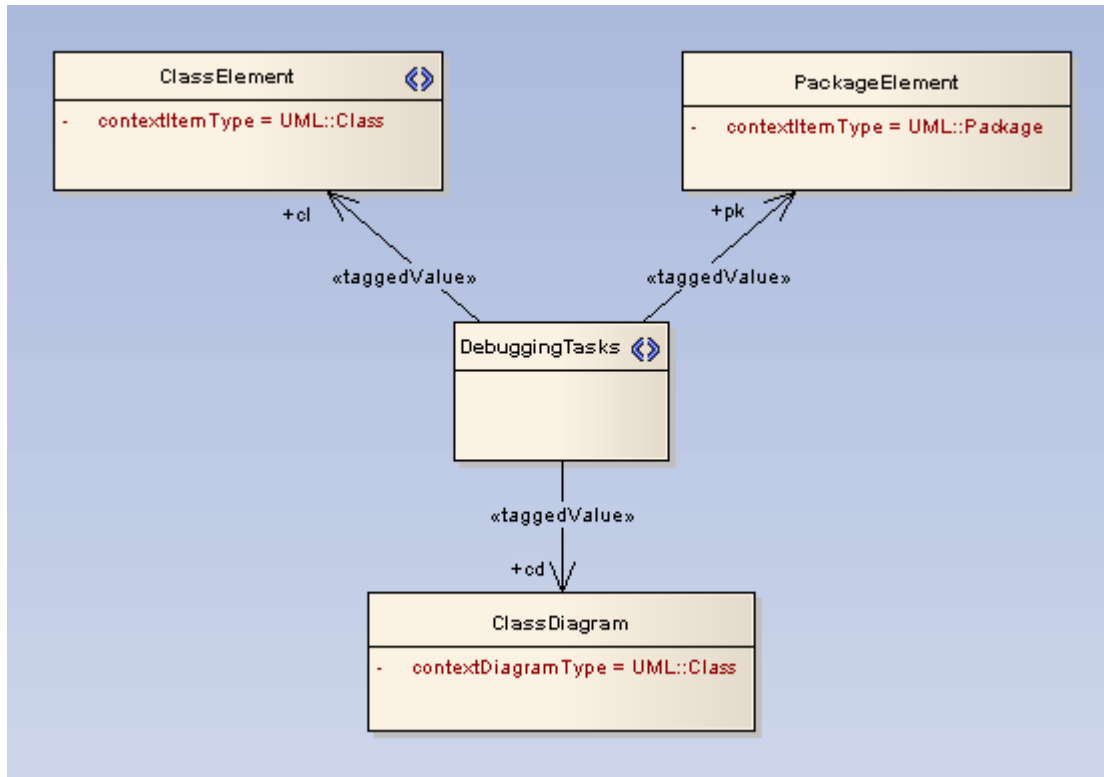 ClassElement
- contextItemType = UML::Class
PackageElement
- contextItemType = UML::Package
+cl
+pk
«taggedValue»
«taggedValue»
DebuggingTasks
«taggedValue»
+cd
ClassDiagram
- contextDiagramType = UML::Class